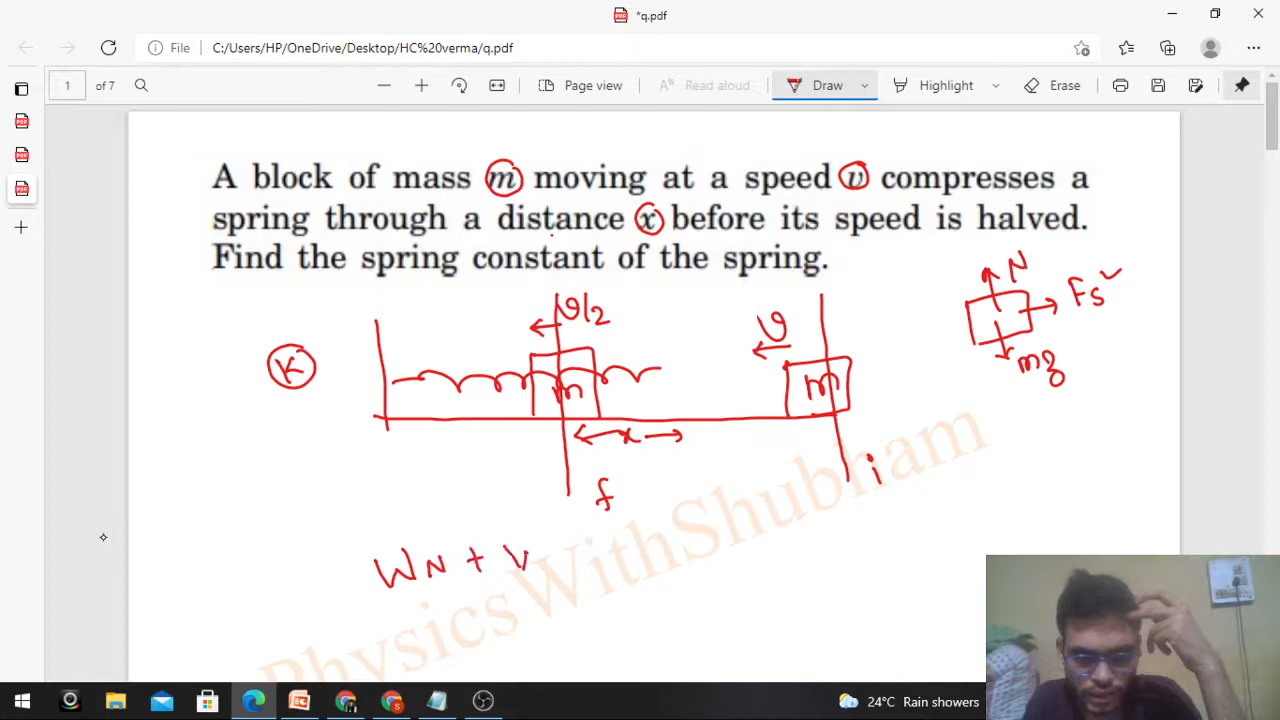 *q.pdf
File C:/Users/HP/OneDrive/Desktop/HC%20verma/q.pdf
1 of 7 Page view Read aloud Draw Highlight Erase
A block of mass m moving at a speed v compresses a
spring through a distance x before its speed is halved.
Find the spring constant of the spring.
N
Fs
mg
v/2
v
K
m
m
x
f
i
WN +
PhysicsWithShubham
24°C Rain showers